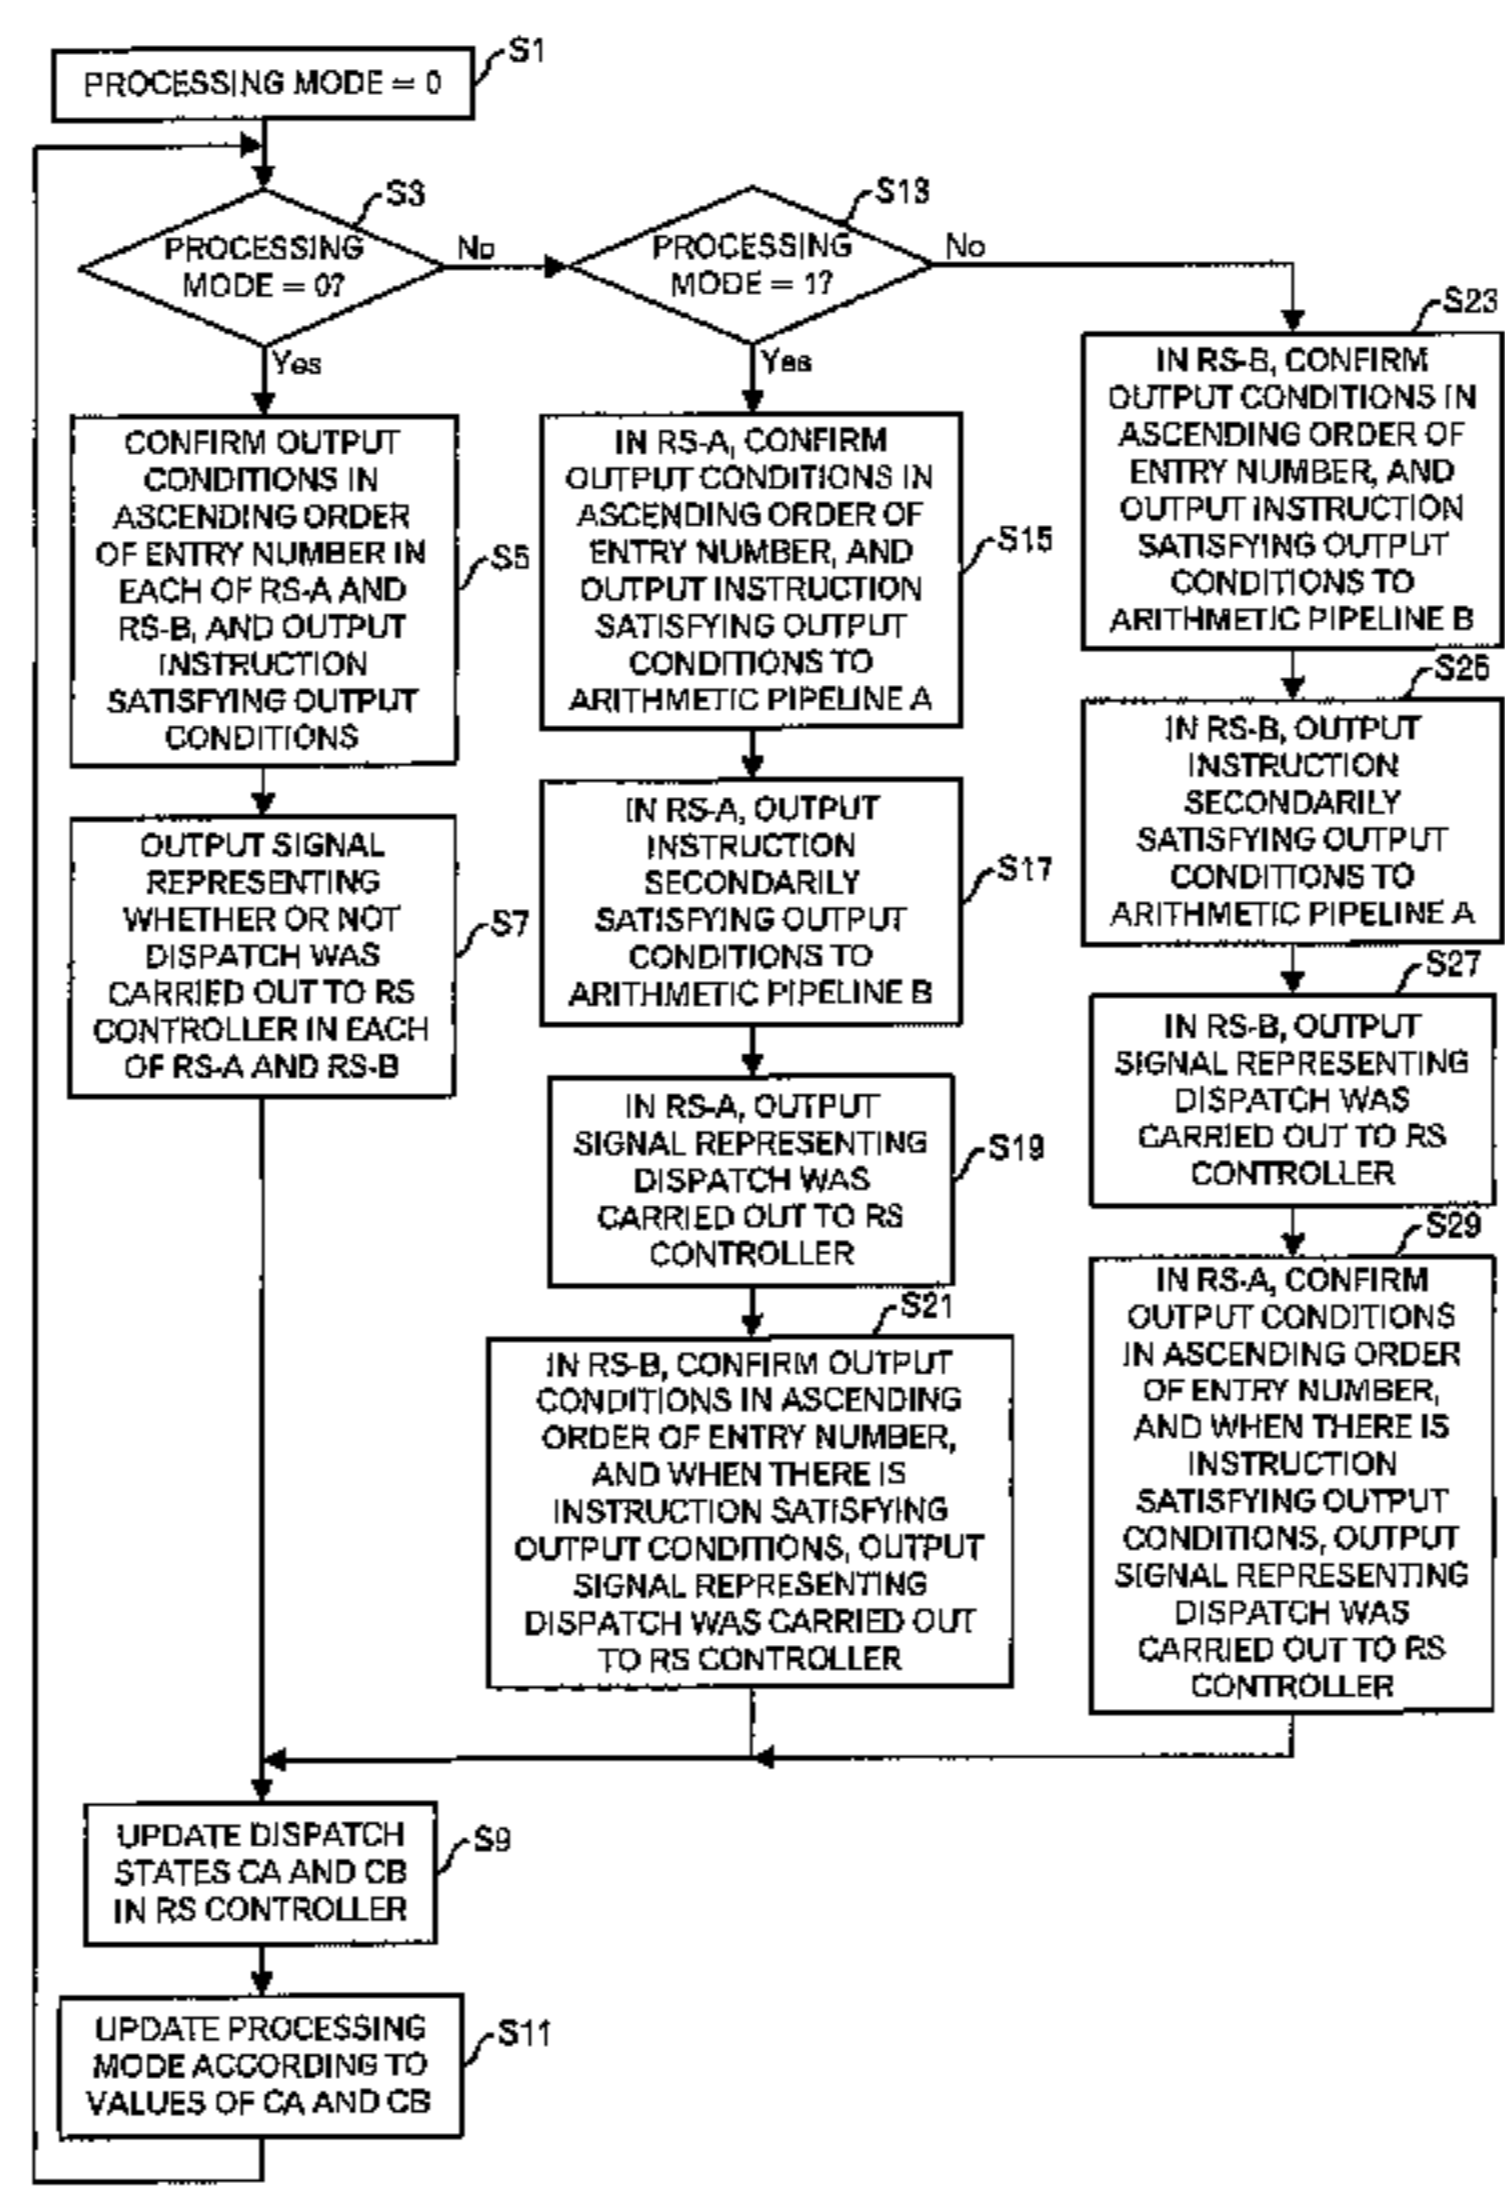 S1
PROCESSING MODE = 0
S3
PROCESSING
MODE = 0?
No
Yes
S13
PROCESSING
MODE = 1?
No
Yes
CONFIRM OUTPUT
CONDITIONS IN
ASCENDING ORDER
OF ENTRY NUMBER IN
EACH OF RS-A AND
RS-B, AND OUTPUT
INSTRUCTION
SATISFYING OUTPUT
CONDITIONS
S5
OUTPUT SIGNAL
REPRESENTING
WHETHER OR NOT
DISPATCH WAS
CARRIED OUT TO RS
CONTROLLER IN EACH
OF RS-A AND RS-B
S7
IN RS-A, CONFIRM
OUTPUT CONDITIONS IN
ASCENDING ORDER OF
ENTRY NUMBER, AND
OUTPUT INSTRUCTION
SATISFYING OUTPUT
CONDITIONS TO
ARITHMETIC PIPELINE A
S15
IN RS-A, OUTPUT
INSTRUCTION
SECONDARILY
SATISFYING OUTPUT
CONDITIONS TO
ARITHMETIC PIPELINE B
S17
IN RS-A, OUTPUT
SIGNAL REPRESENTING
DISPATCH WAS
CARRIED OUT TO RS
CONTROLLER
S19
S21
IN RS-B, CONFIRM OUTPUT
CONDITIONS IN ASCENDING
ORDER OF ENTRY NUMBER,
AND WHEN THERE IS
INSTRUCTION SATISFYING
OUTPUT CONDITIONS, OUTPUT
SIGNAL REPRESENTING
DISPATCH WAS CARRIED OUT
TO RS CONTROLLER
S23
IN RS-B, CONFIRM
OUTPUT CONDITIONS IN
ASCENDING ORDER OF
ENTRY NUMBER, AND
OUTPUT INSTRUCTION
SATISFYING OUTPUT
CONDITIONS TO
ARITHMETIC PIPELINE B
S25
IN RS-B, OUTPUT
INSTRUCTION
SECONDARILY
SATISFYING OUTPUT
CONDITIONS TO
ARITHMETIC PIPELINE A
S27
IN RS-B, OUTPUT
SIGNAL REPRESENTING
DISPATCH WAS
CARRIED OUT TO RS
CONTROLLER
S29
IN RS-A, CONFIRM
OUTPUT CONDITIONS
IN ASCENDING ORDER
OF ENTRY NUMBER,
AND WHEN THERE IS
INSTRUCTION
SATISFYING OUTPUT
CONDITIONS, OUTPUT
SIGNAL REPRESENTING
DISPATCH WAS
CARRIED OUT TO RS
CONTROLLER
UPDATE DISPATCH
STATES CA AND CB
IN RS CONTROLLER
S9
UPDATE PROCESSING
MODE ACCORDING TO
VALUES OF CA AND CB
S11